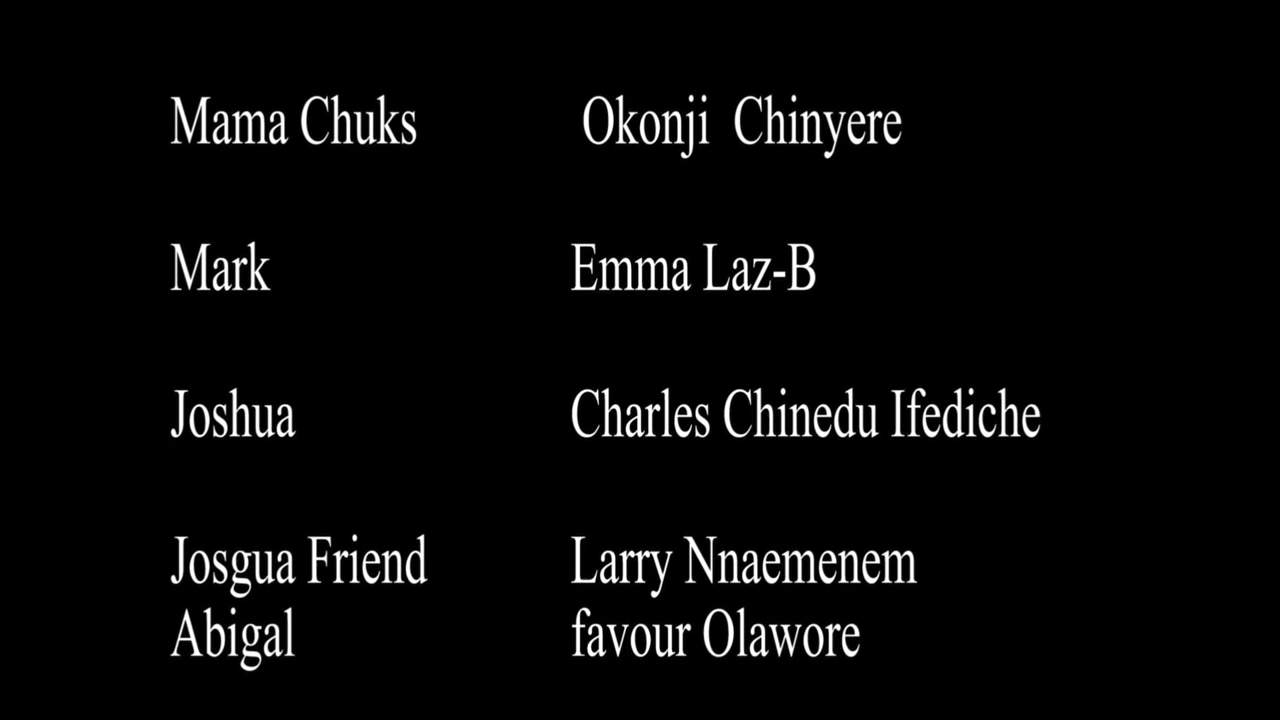 Mama Chuks Okonji Chinyere
Mark Emma Laz-B
Joshua Charles Chinedu Ifediche
Josgua Friend Larry Nnaemenem
Abigal favour Olawore